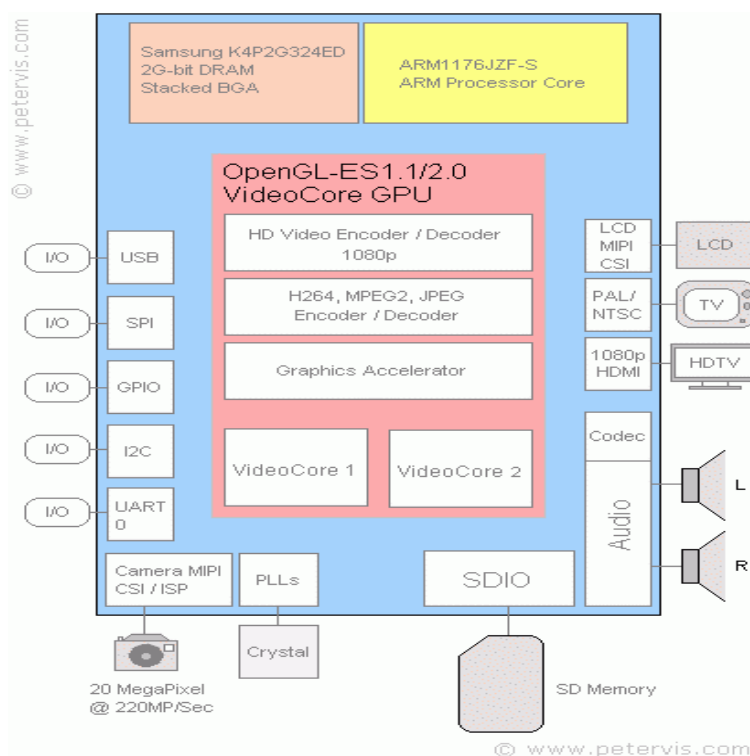 © www.petervis.com
Samsung K4P2G324ED
2G-bit DRAM
Stacked BGA
ARM1176JZF-S
ARM Processor Core
OpenGL-ES1.1/2.0
VideoCore GPU
HD Video Encoder / Decoder
1080p
H264, MPEG2, JPEG
Encoder / Decoder
Graphics Accelerator
VideoCore 1
VideoCore 2
I/O
USB
I/O
SPI
I/O
GPIO
I/O
I2C
I/O
UART
0
LCD
MIPI
CSI
LCD
PAL/
NTSC
TV
1080p
HDMI
HDTV
Codec
Audio
L
R
Camera MIPI
CSI / ISP
PLLs
SDIO
Crystal
20 MegaPixel
@ 220MP/Sec
SD Memory
© www.petervis.com